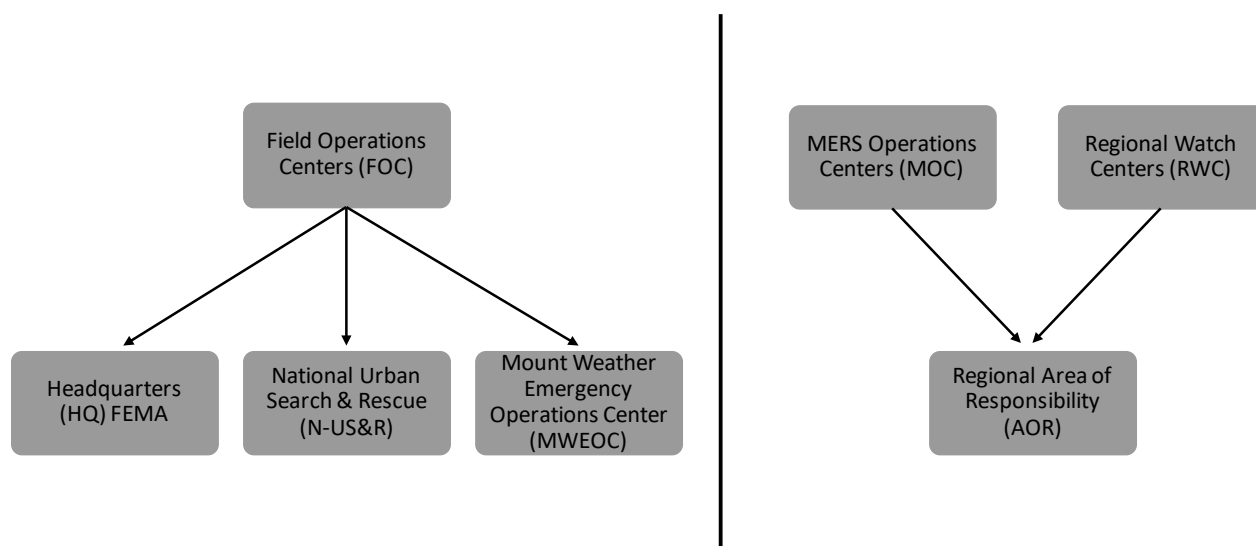 Field Operations
Centers (FOC)
Headquarters
(HQ) FEMA
National Urban
Search & Rescue
(N-US&R)
Mount Weather
Emergency
Operations Center
(MWEOC)
MERS Operations
Centers (MOC)
Regional Watch
Centers (RWC)
Regional Area of
Responsibility
(AOR)